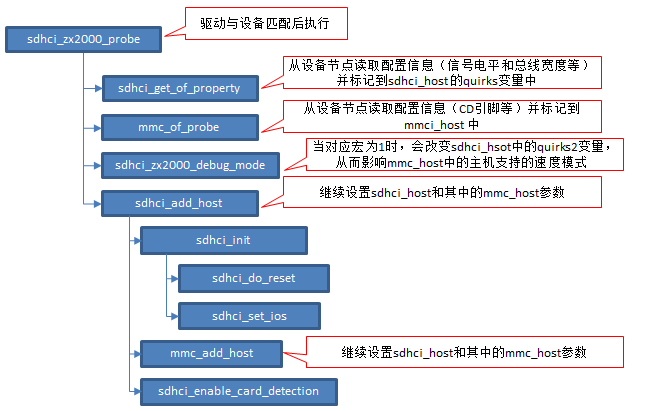 sdhci_zx2000_probe
驱动与设备匹配后执行
sdhci_get_of_property
从设备节点读取配置信息（信号电平和总线宽度等）
并标记到sdhci_host的quirks变量中
mmc_of_probe
从设备节点读取配置信息（CD引脚等）并标记到
mmci_host 中
sdhci_zx2000_debug_mode
当对应宏为1时，会改变sdhci_hsot中的quirks2变量，
从而影响mmc_host中的主机支持的速度模式
sdhci_add_host
继续设置sdhci_host和其中的mmc_host参数
sdhci_init
sdhci_do_reset
sdhci_set_ios
mmc_add_host
继续设置sdhci_host和其中的mmc_host参数
sdhci_enable_card_detection